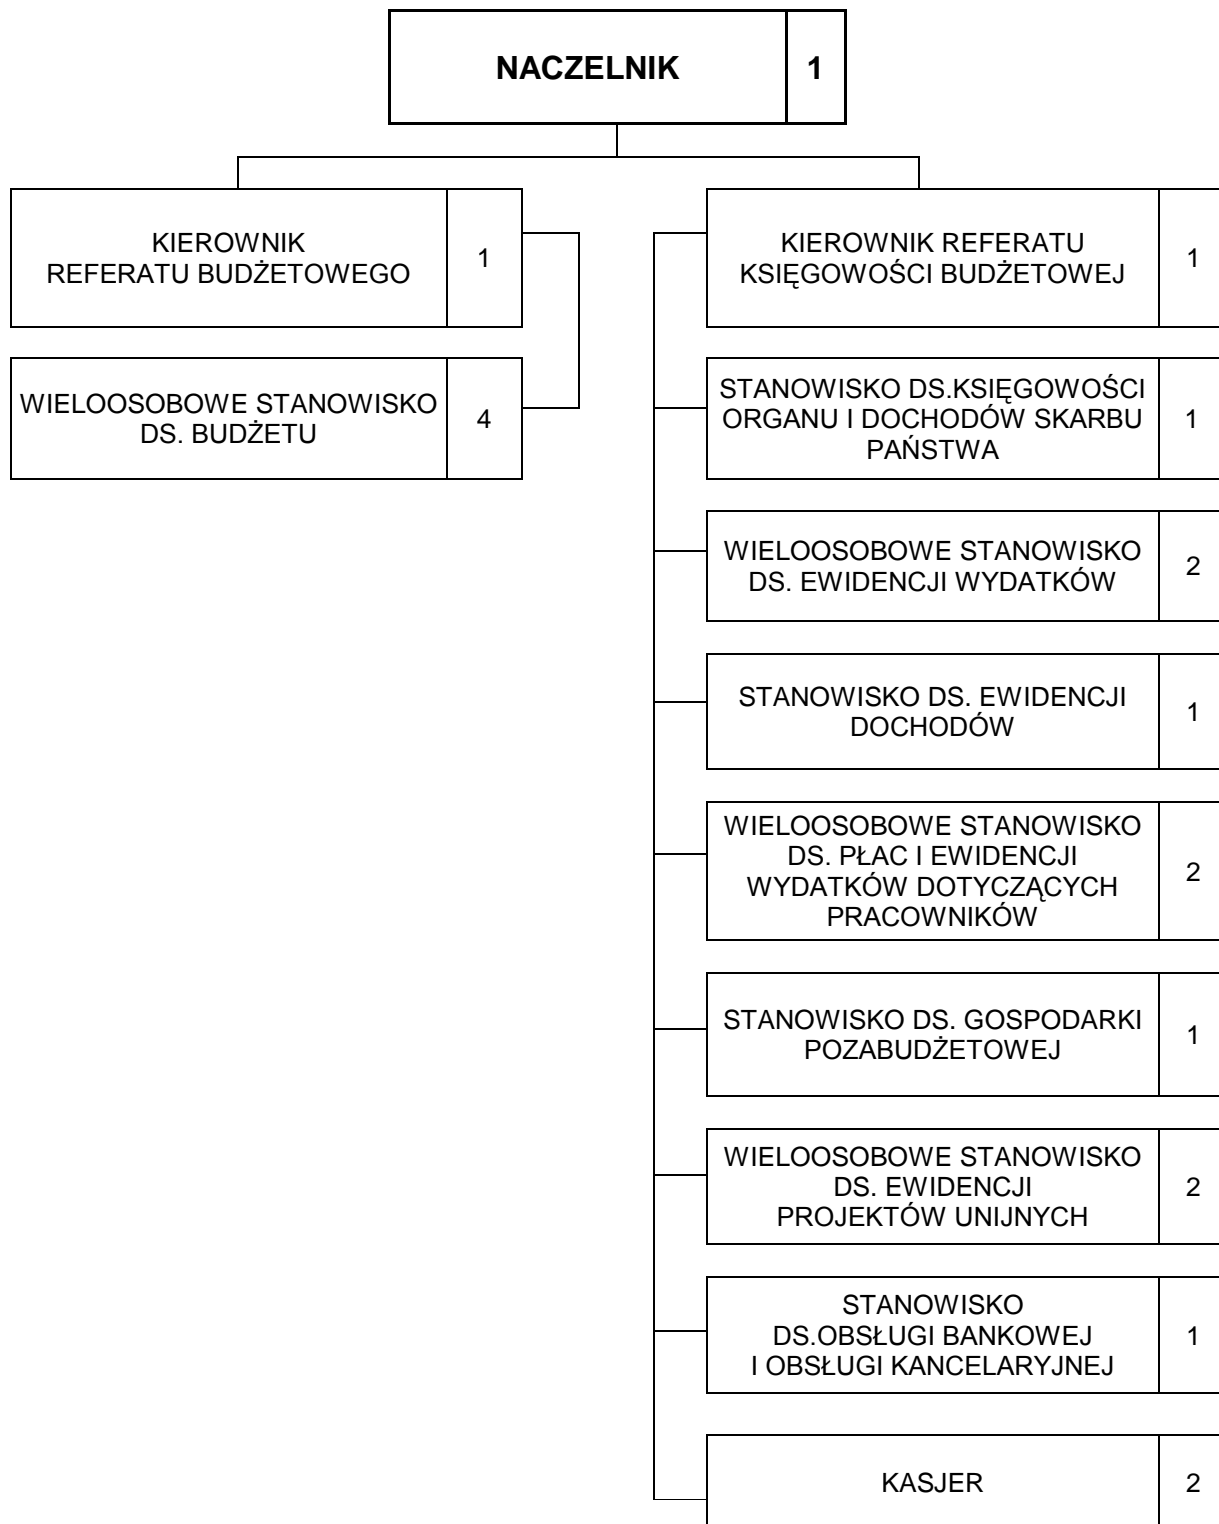 NACZELNIK 1
KIEROWNIK
REFERATU BUDŻETOWEGO
1
WIELOOSOBOWE STANOWISKO
DS. BUDŻETU
4
KIEROWNIK REFERATU
KSIĘGOWOŚCI BUDŻETOWEJ
1
STANOWISKO DS.KSIĘGOWOŚCI
ORGANU I DOCHODÓW SKARBU
PAŃSTWA
1
WIELOOSOBOWE STANOWISKO
DS. EWIDENCJI WYDATKÓW
2
STANOWISKO DS. EWIDENCJI
DOCHODÓW
1
WIELOOSOBOWE STANOWISKO
DS. PŁAC I EWIDENCJI
WYDATKÓW DOTYCZĄCYCH
PRACOWNIKÓW
2
STANOWISKO DS. GOSPODARKI
POZABUDŻETOWEJ
1
WIELOOSOBOWE STANOWISKO
DS. EWIDENCJI
PROJEKTÓW UNIJNYCH
2
STANOWISKO
DS.OBSŁUGI BANKOWEJ
I OBSŁUGI KANCELARYJNEJ
1
KASJER 2